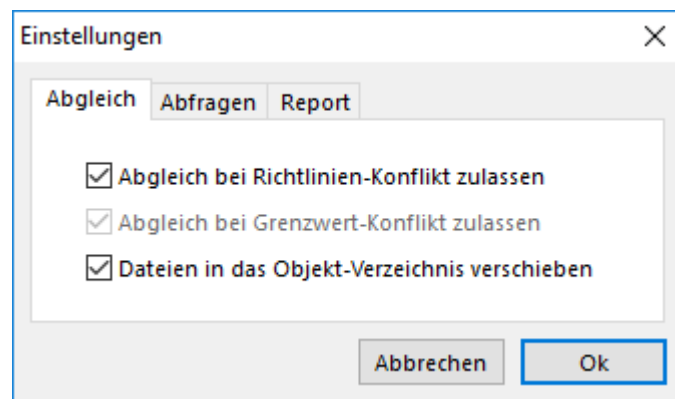 Einstellungen
Abgleich Abfragen Report
Abgleich bei Richtlinien-Konflikt zulassen
Abgleich bei Grenzwert-Konflikt zulassen
Dateien in das Objekt-Verzeichnis verschieben
Abbrechen Ok